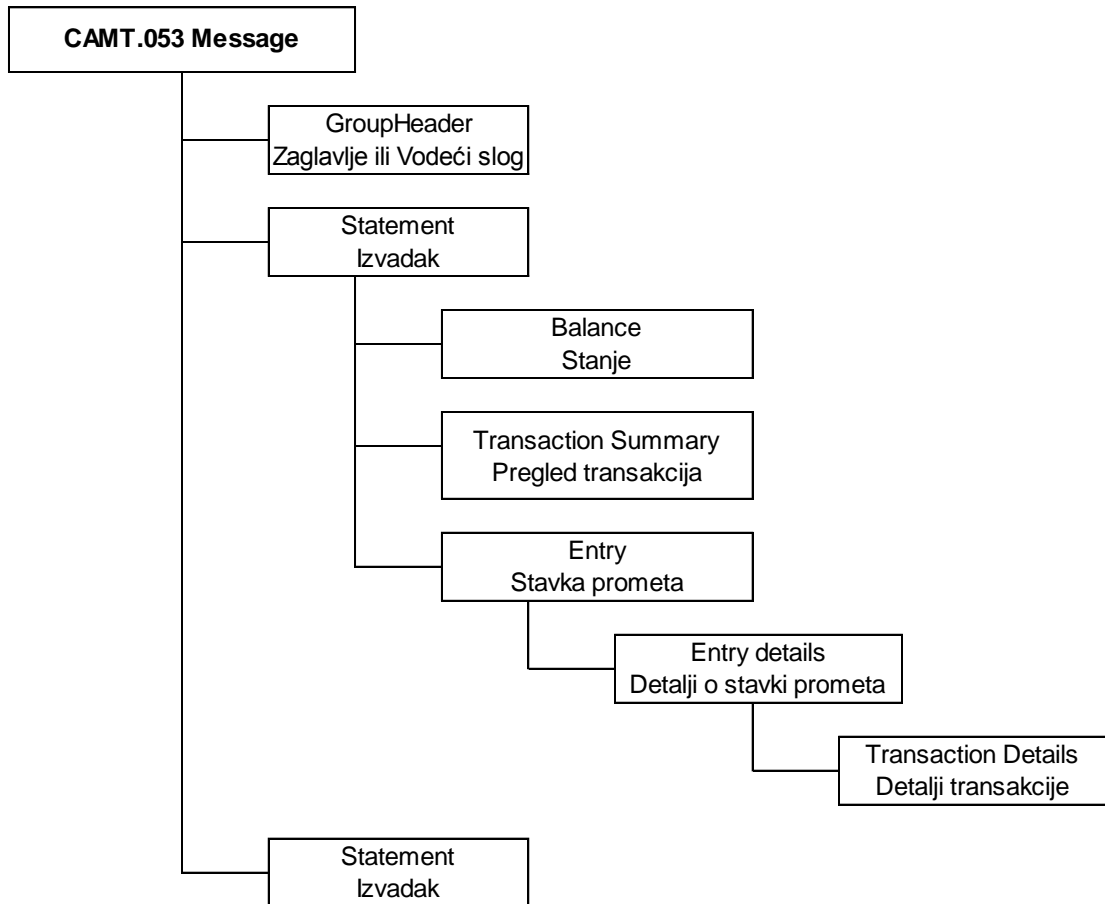 CAMT.053 Message
GroupHeader
Zaglavlje ili Vodeći slog
Statement
Izvadak
Balance
Stanje
Transaction Summary
Pregled transakcija
Entry
Stavka prometa
Entry details
Detalji o stavki prometa
Transaction Details
Detalji transakcije
Statement
Izvadak